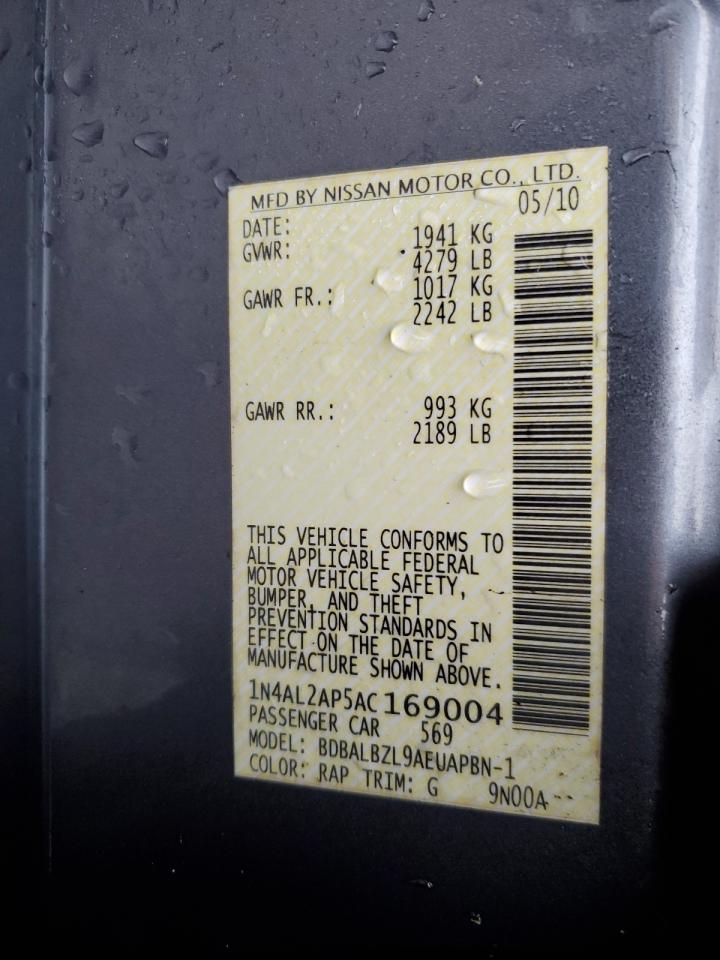 MFD BY NISSAN MOTOR CO., LTD.
DATE: 05/10
GVWR: 1941 KG
4279 LB
GAWR FR.: 1017 KG
2242 LB
GAWR RR.: 993 KG
2189 LB
THIS VEHICLE CONFORMS TO
ALL APPLICABLE FEDERAL
MOTOR VEHICLE SAFETY,
BUMPER, AND THEFT
PREVENTION STANDARDS IN
EFFECT ON THE DATE OF
MANUFACTURE SHOWN ABOVE.
1N4AL2AP5AC169004
PASSENGER CAR 569
MODEL: BDBALBZL9AEUAPBN-1
COLOR: RAP TRIM: G 9N00A--